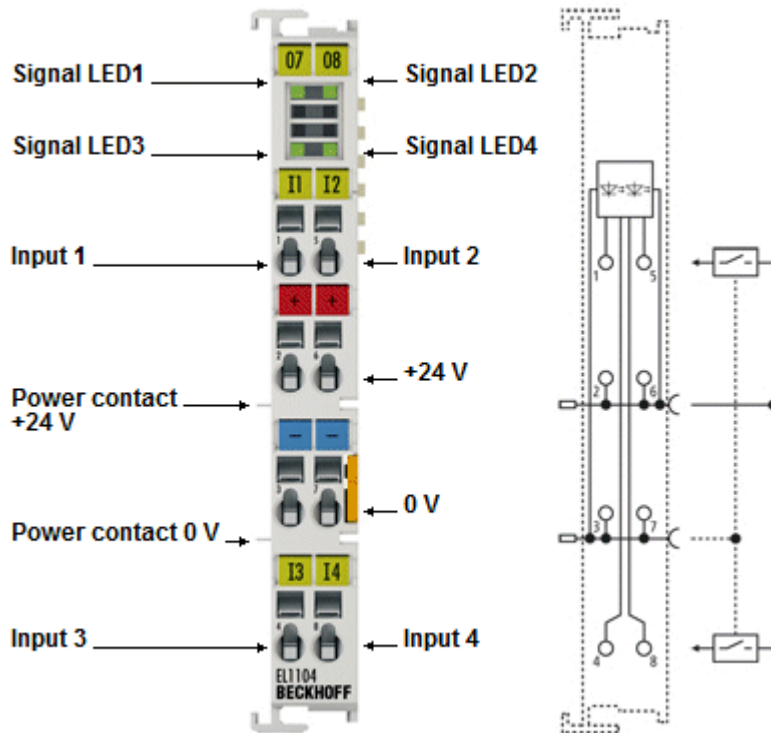 07 08
Signal LED1
Signal LED2
Signal LED3
Signal LED4
I1 I2
1 5
Input 1
Input 2
+ +
2 6
+24 V
Power contact
+24 V
- -
3 7
0 V
Power contact 0 V
I3 I4
4 8
Input 3
Input 4
EL1104
BECKHOFF
1 5
2 6
3 7
4 8